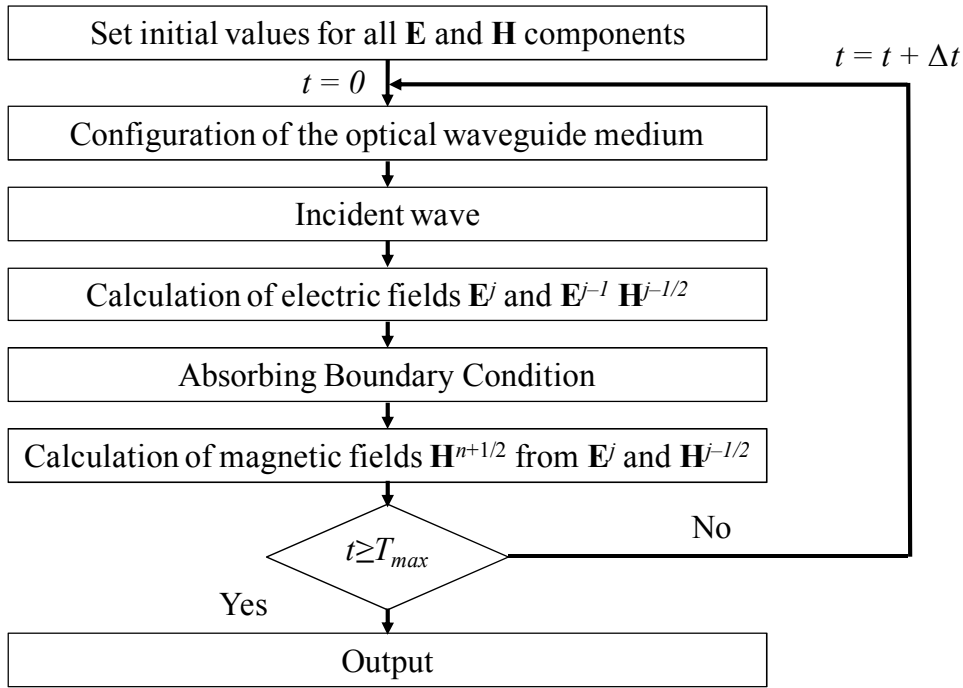 Set initial values for all E and H components
t = t + Δt
t = 0
Configuration of the optical waveguide medium
Incident wave
Calculation of electric fields E^j and E^j–1 H^j–1/2
Absorbing Boundary Condition
Calculation of magnetic fields H^n+1/2 from E^j and H^j–1/2
No
t≥T_max
Yes
Output